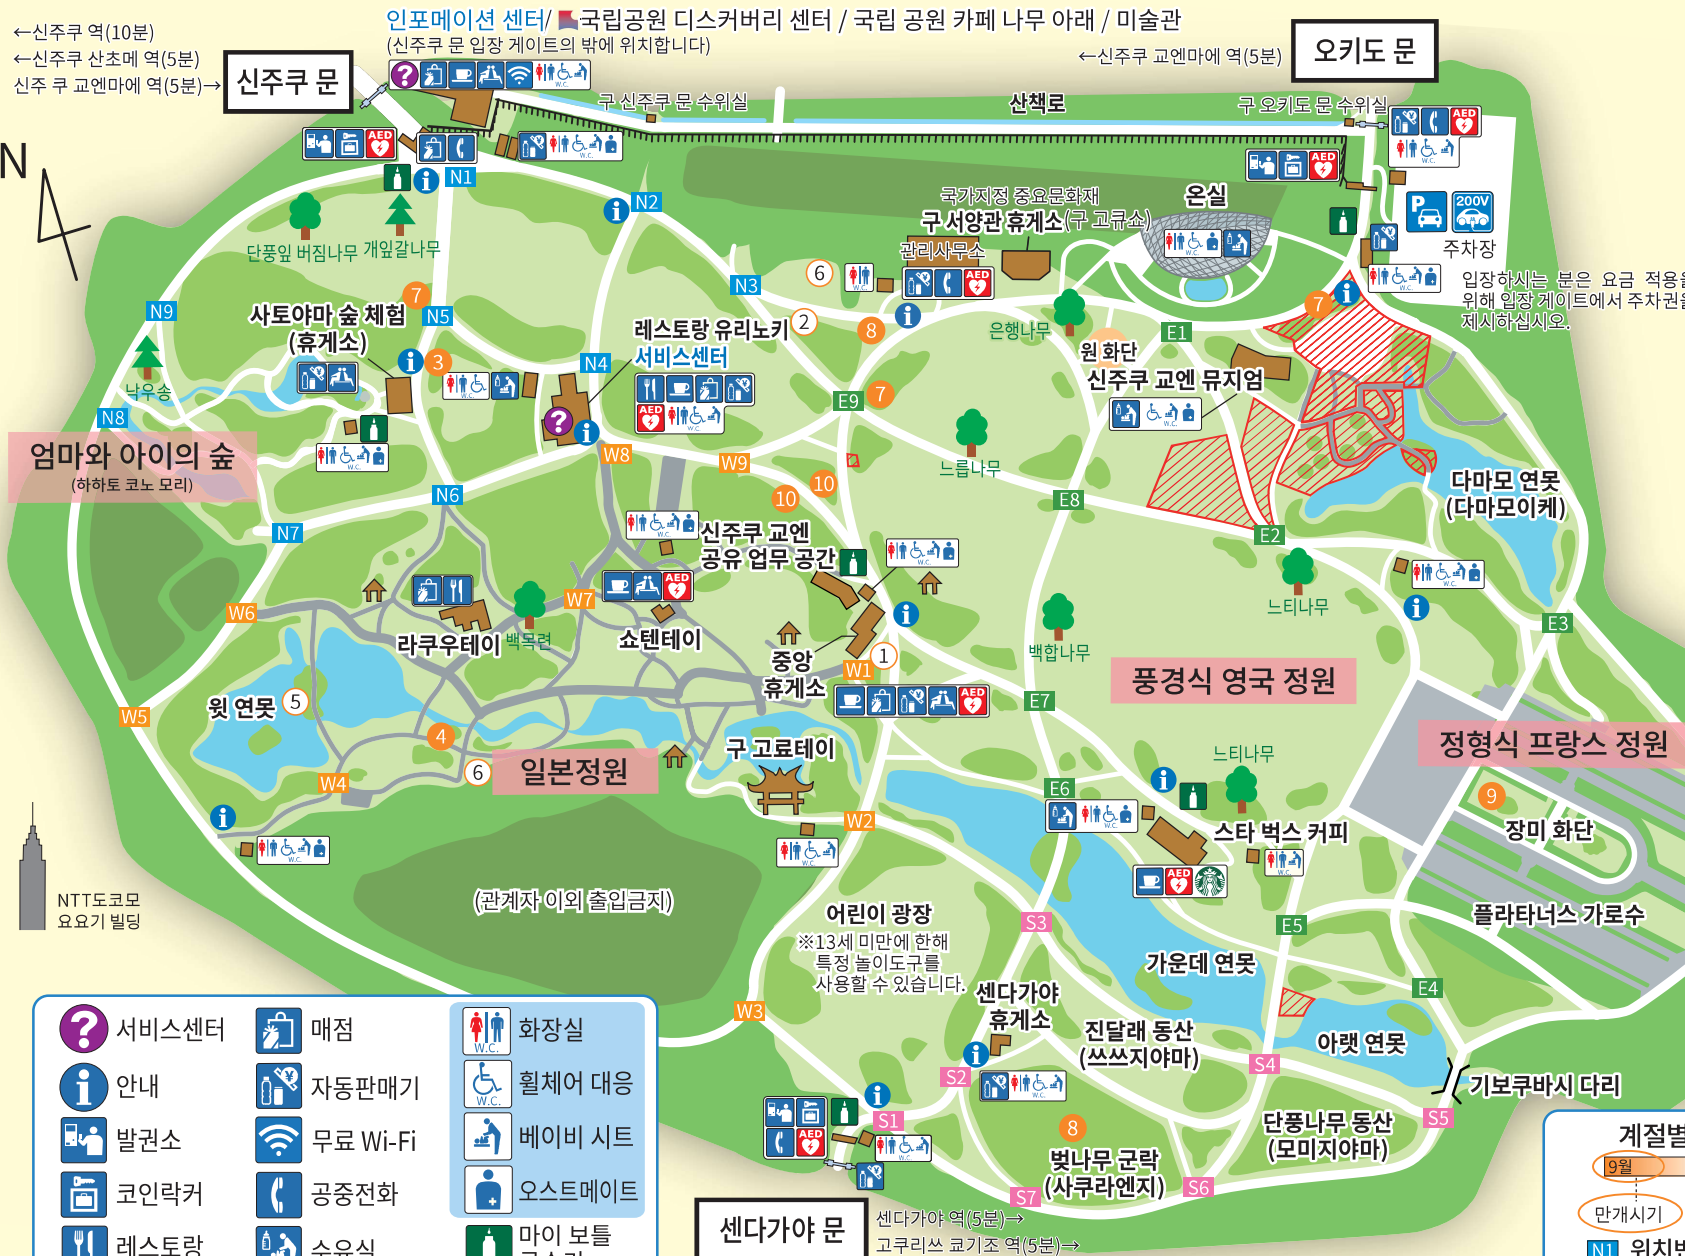 인포메이션 센터/ 국립공원 디스커버리 센터 / 국립 공원 카페 나무 아래 / 미술관
(신주쿠 문 입장 게이트의 밖에 위치합니다)
←신주쿠 역(10분)
←신주쿠 산초메 역(5분)
신주 쿠 교엔마에 역(5분)→
신주쿠 문
←신주쿠 교엔마에 역(5분)
오키도 문
구 신주쿠 문 수위실
산책로
구 오키도 문 수위실
N
N1
N2
단풍잎 버짐나무
개잎갈나무
국가지정 중요문화재
구 서양관 휴게소(구 고큐쇼)
관리사무소
온실
P
200V
주차장
입장하시는 분은 요금 적용을
위해 입장 게이트에서 주차권을
제시하십시오.
N9
7
N5
사토야마 숲 체험
(휴게소)
3
N3
6
2
8
레스토랑 유리노키
서비스센터
N4
은행나무
원 화단
E1
7
신주쿠 교엔 뮤지엄
낙우송
N8
E9
7
엄마와 아이의 숲
(하하토 코노 모리)
W8
W9
느릅나무
다마모 연못
(다마모이케)
N6
10
10
E8
N7
신주쿠 교엔
공유 업무 공간
E2
W6
W7
라쿠우테이
백목련
쇼텐테이
느티나무
E3
중앙
휴게소
W1
1
백합나무
풍경식 영국 정원
W5
윗 연못
5
E7
4
6
일본정원
구 고료테이
정형식 프랑스 정원
W4
느티나무
E6
9
장미 화단
W2
스타 벅스 커피
NTT도코모
요요기 빌딩
(관계자 이외 출입금지)
어린이 광장
※13세 미만에 한해
특정 놀이도구를
사용할 수 있습니다.
S3
E5
플라타너스 가로수
가운데 연못
E4
W3
센다가야
휴게소
진달래 동산
(쓰쓰지야마)
아랫 연못
S2
S4
기보쿠바시 다리
S1
S5
8
벚나무 군락
(사쿠라엔지)
단풍나무 동산
(모미지야마)
S7
S6
센다가야 문
센다가야 역(5분)→
고쿠리쓰 쿄기조 역(5분)→
서비스센터
매점
화장실
안내
자동판매기
휠체어 대응
발권소
무료 Wi-Fi
베이비 시트
코인락커
공중전화
오스트메이트
레스토랑
수유실
마이 보틀
계절별
9월
만개시기
N1